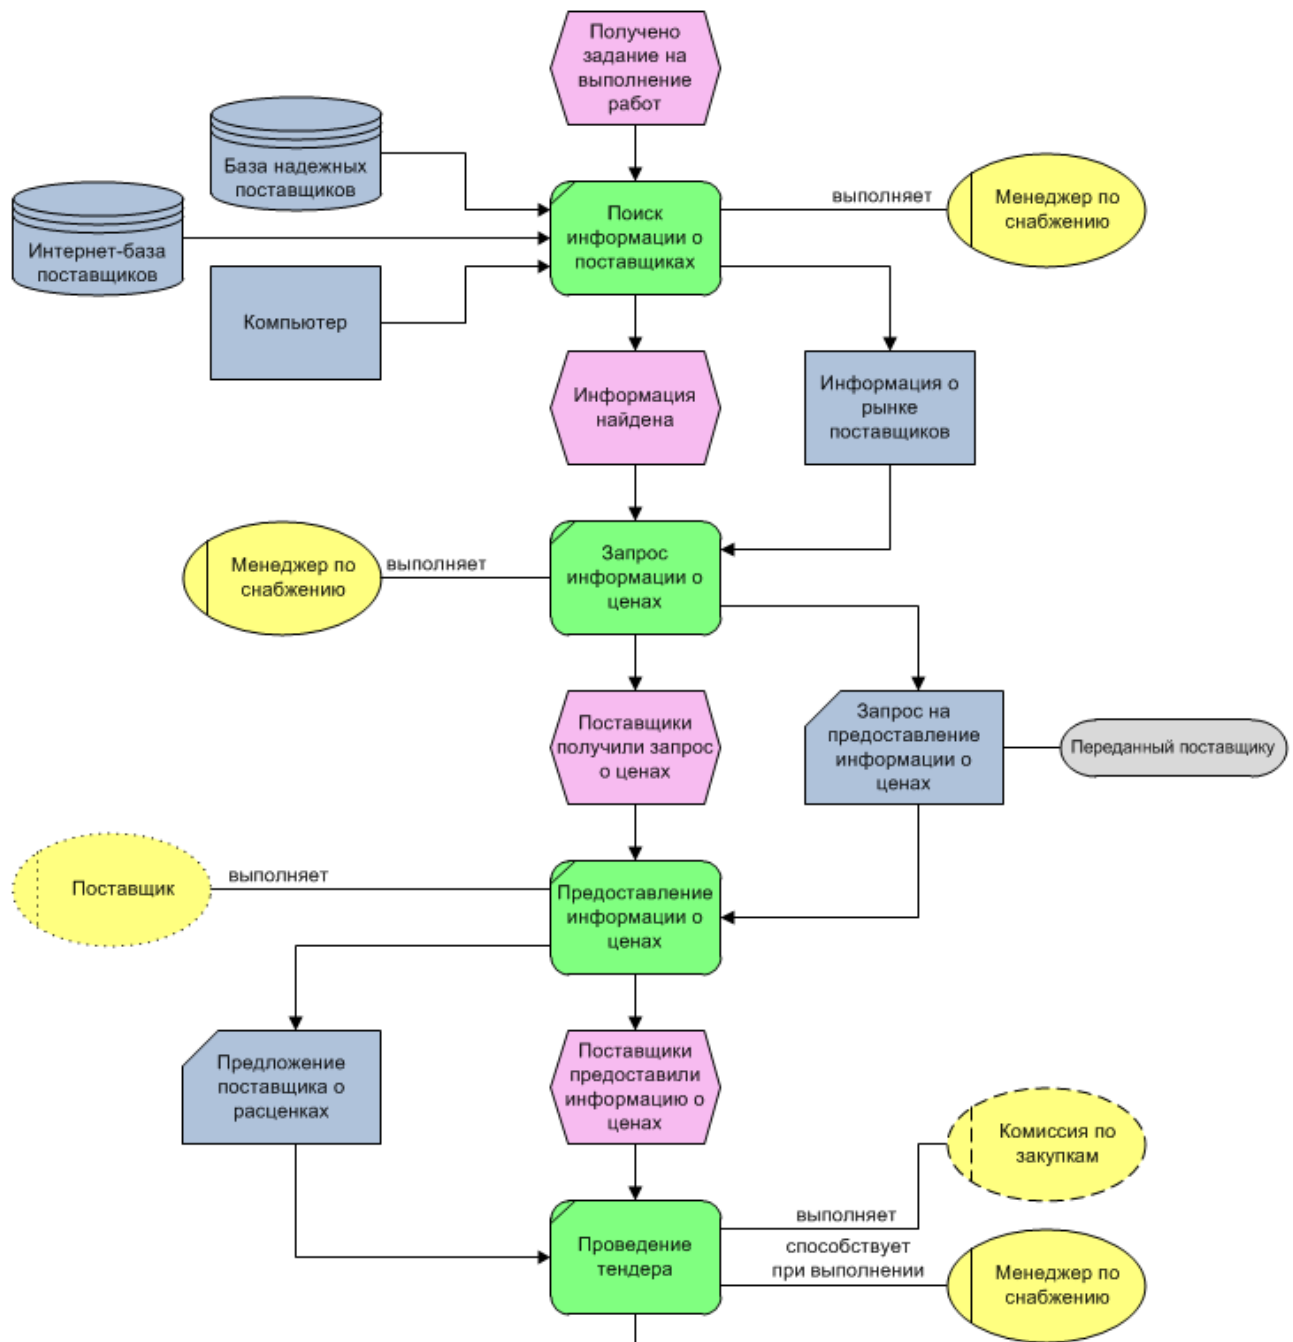 Получено
задание на
выполнение
работ
База надежных
поставщиков
Интернет-база
поставщиков
Компьютер
Поиск
информации о
поставщиках
выполняет
Менеджер по
снабжению
Информация
найдена
Информация о
рынке
поставщиков
Менеджер по
снабжению
выполняет
Запрос
информации о
ценах
Поставщики
получили запрос
о ценах
Запрос на
предоставление
информации о
ценах
Переданный поставщику
Поставщик
выполняет
Предоставление
информации о
ценах
Предложение
поставщика о
расценках
Поставщики
предоставили
информацию о
ценах
Комиссия по
закупкам
выполняет
Проведение
тендера
способствует
при выполнении
Менеджер по
снабжению